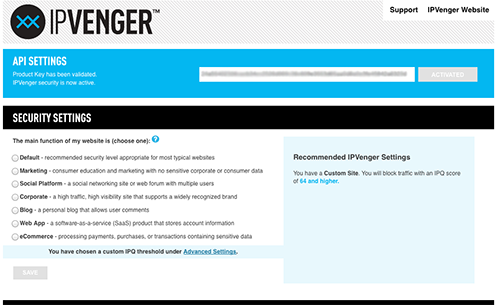 IPVENGER™
Support IPVenger Website
API SETTINGS
Product Key has been validated.
IPVenger security is now active.
ACTIVATED
SECURITY SETTINGS
The main function of my website is (choose one): ?
Default - recommended security level appropriate for most typical websites
Marketing - consumer education and marketing with no sensitive corporate or consumer data
Social Platform - a social networking site or web forum with multiple users
Corporate - a high traffic, high visibility site that supports a widely recognized brand
Blog - a personal blog that allows user comments
Web App - a software-as-a-service (SaaS) product that stores account information
eCommerce - processing payments, purchases, or transactions containing sensitive data
You have chosen a custom IPQ threshold under Advanced Settings.
SAVE
Recommended IPVenger Settings
You have a Custom Site. You will block traffic with an IPQ score
of 64 and higher.